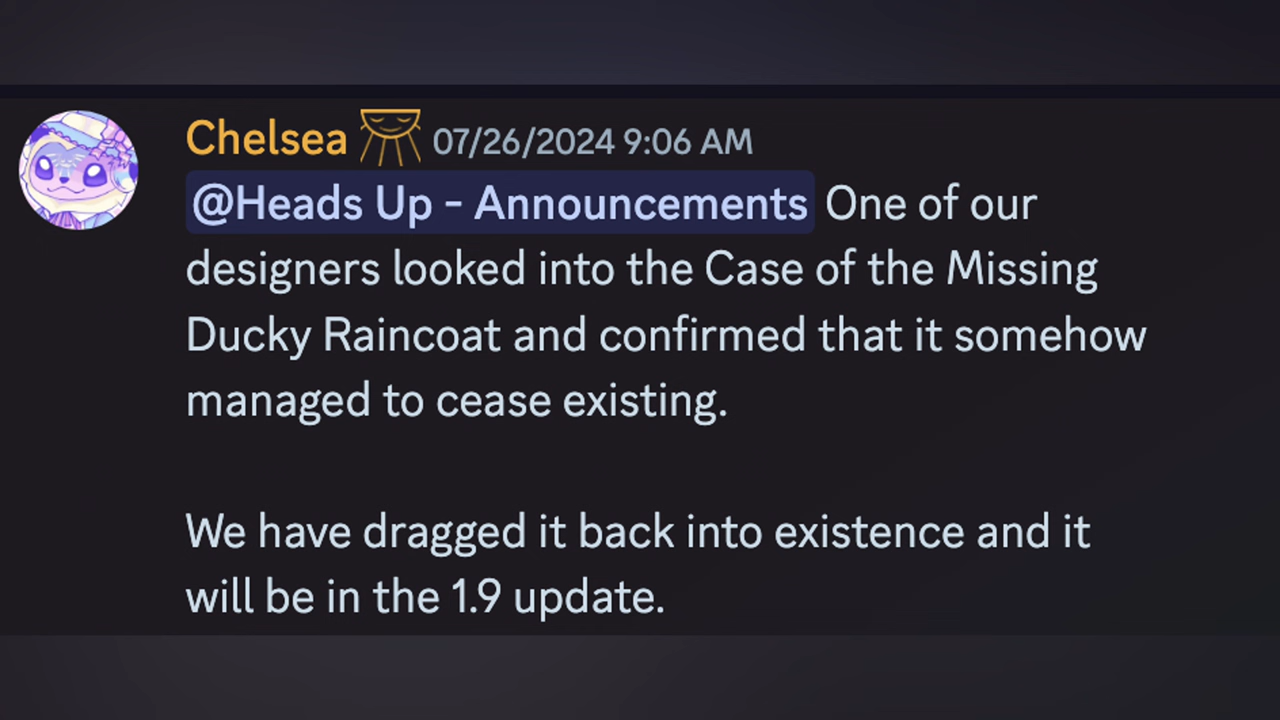 Chelsea 07/26/2024 9:06 AM
@Heads Up - Announcements One of our
designers looked into the Case of the Missing
Ducky Raincoat and confirmed that it somehow
managed to cease existing.
We have dragged it back into existence and it
will be in the 1.9 update.